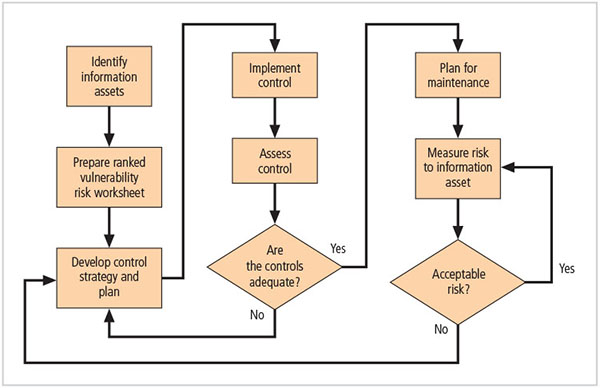 Identify
information
assets
Prepare ranked
vulnerability
risk worksheet
Develop control
strategy and
plan
Implement
control
Assess
control
Are
the controls
adequate?
Yes
No
Plan for
maintenance
Measure risk
to information
asset
Acceptable
risk?
Yes
No